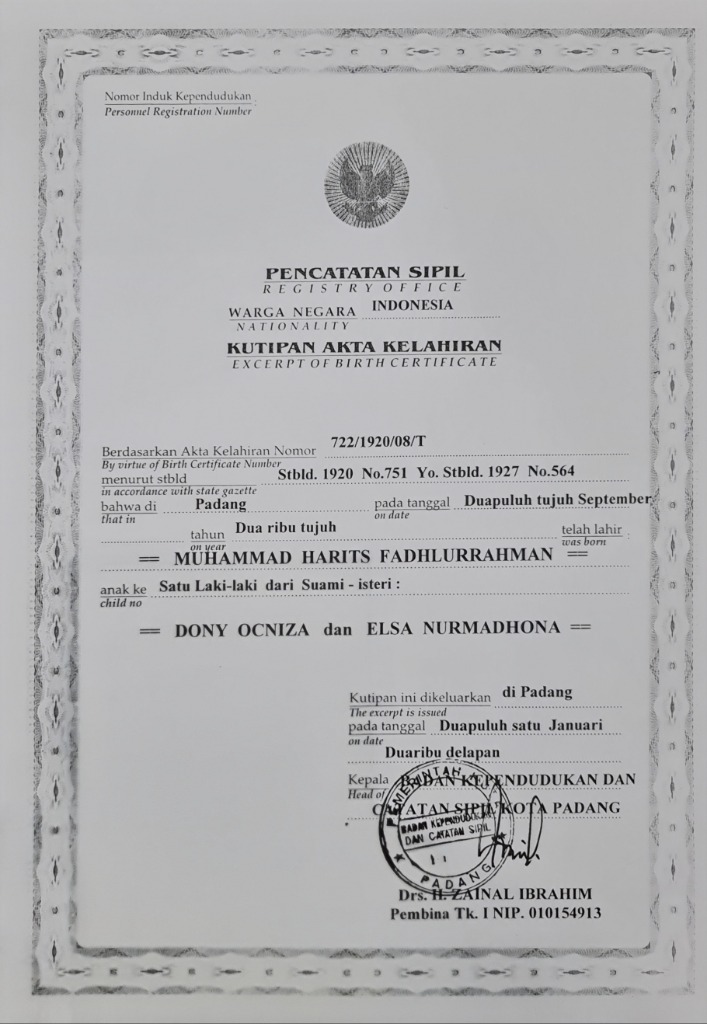 Nomor Induk Kependudukan
Personnel Registration Number
PENCATATAN SIPIL
REGISTRY OFFICE
WARGA NEGARA INDONESIA
NATIONALITY
KUTIPAN AKTA KELAHIRAN
EXCERPT OF BIRTH CERTIFICATE
Berdasarkan Akta Kelahiran Nomor 722/1920/08/T
By virtue of Birth Certificate Number
menurut stbld Stbld. 1920 No.751 Yo. Stbld. 1927 No.564
in accordance with state gazette
bahwa di Padang pada tanggal Duapuluh tujuh September
that in on date
tahun Dua ribu tujuh telah lahir
on year was born
== MUHAMMAD HARITS FADHLURRAHMAN ==
anak ke Satu Laki-laki dari Suami - isteri :
child no
== DONY OCNIZA dan ELSA NURMADHONA ==
Kutipan ini dikeluarkan di Padang
The excerpt is issued
pada tanggal Duapuluh satu Januari
on date
Duaribu delapan
Kepala BADAN KEPENDUDUKAN DAN
Head of
CATATAN SIPIL KOTA PADANG
PEMERINTAH
BADAN KEPENDUDUKAN
DAN CATATAN SIPIL
PADANG
Drs. H. ZAINAL IBRAHIM
Pembina Tk. I NIP. 010154913